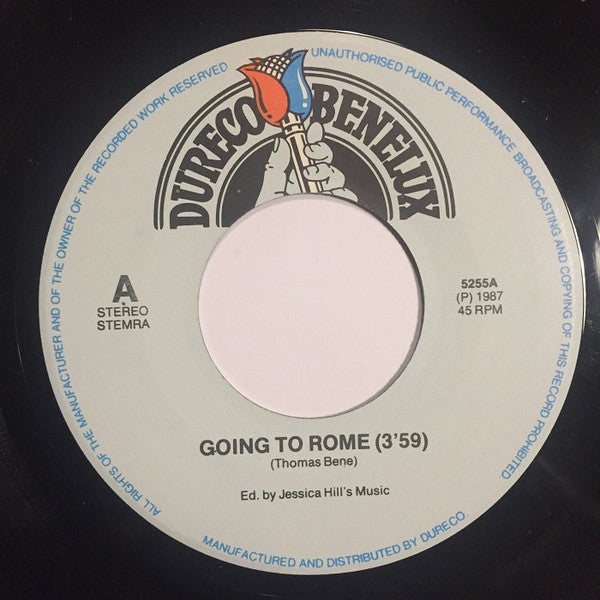 DURECO BENELUX
ALL RIGHTS OF THE MANUFACTURER AND OF THE OWNER OF THE RECORDED WORK RESERVED
UNAUTHORISED PUBLIC PERFORMANCE BROADCASTING AND COPYING OF THIS RECORD PROHIBITED
A
STEREO
STEMRA
5255A
(P) 1987
45 RPM
GOING TO ROME (3'59)
(Thomas Bene)
Ed. by Jessica Hill's Music
MANUFACTURED AND DISTRIBUTED BY DURECO.